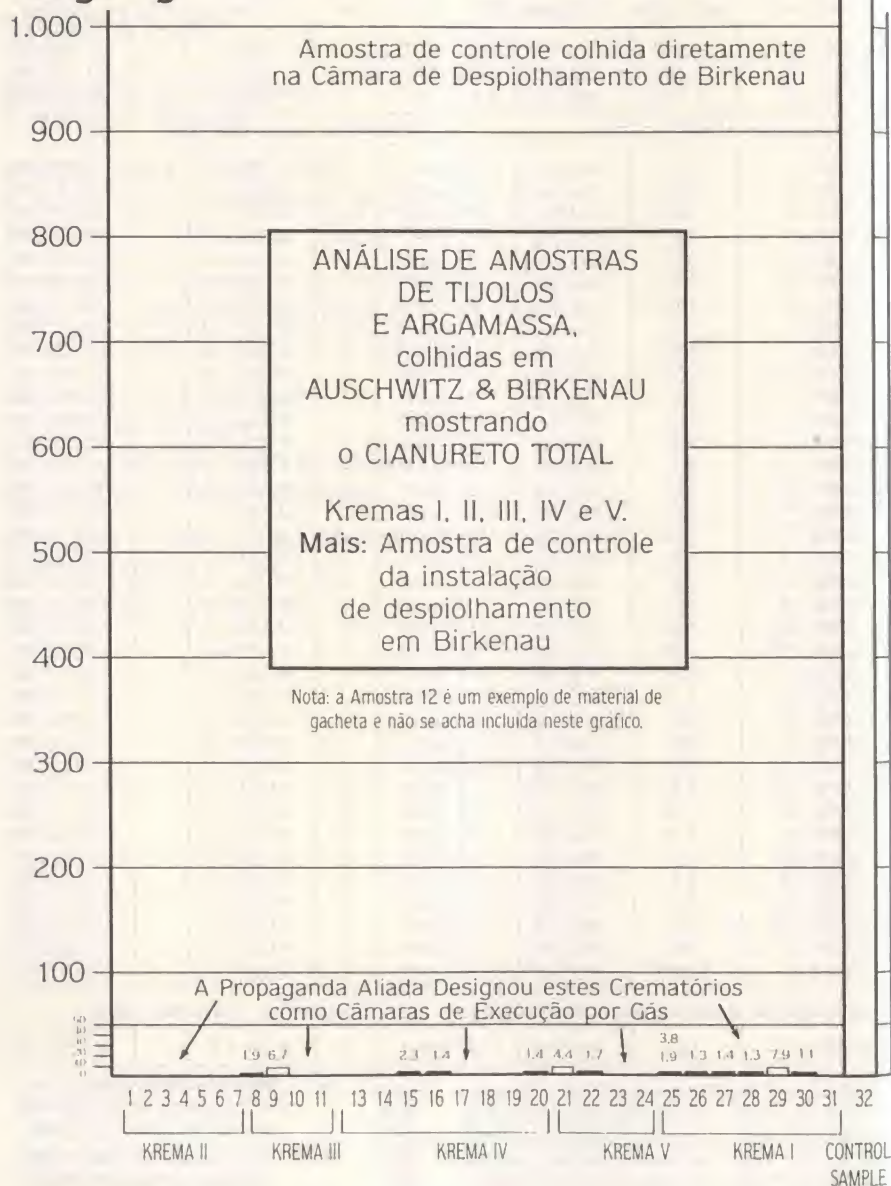 1.000
Amostra de controle colhida diretamente
na Câmara de Despiolhamento de Birkenau
900
800
ANÁLISE DE AMOSTRAS
DE TIJOLOS
E ARGAMASSA,
colhidas em
AUSCHWITZ & BIRKENAU
mostrando
o CIANURETO TOTAL
Kremas I, II, III, IV e V.
Mais: Amostra de controle
da instalação
de despiolhamento
em Birkenau
700
600
500
400
Nota: a Amostra 12 é um exemplo de material de
gacheta e não se acha incluída neste gráfico.
300
200
100
A Propaganda Aliada Designou estes Crematórios
como Câmaras de Execução por Gás
3,8
1.9 6,7 2.3 1.4 1.4 4.4 1.7 1.9 1.3 1.4 1.3 7.9 1.1
1 2 3 4 5 6 7 8 9 10 11 13 14 15 16 17 18 19 20 21 22 23 24 25 26 27 28 29 30 31 32
KREMA II KREMA III KREMA IV KREMA V KREMA I CONTROL
SAMPLE